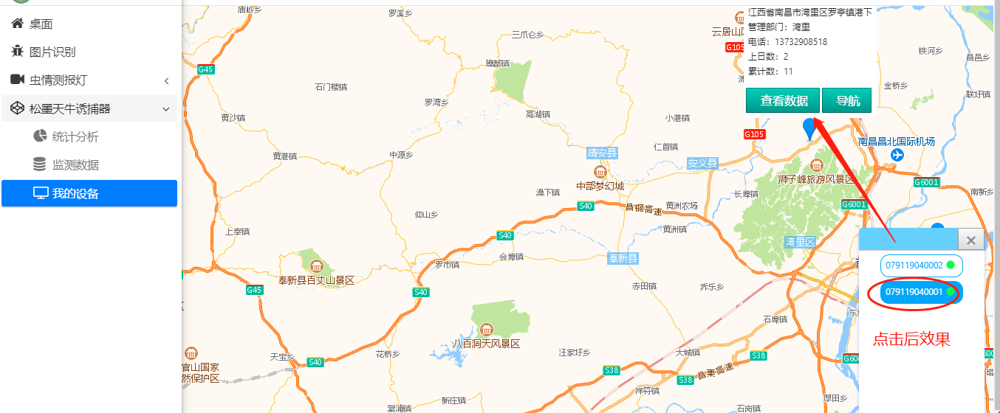 桌面
图片识别
虫情测报灯
松墨天牛诱捕器
统计分析
监测数据
我的设备
江西省南昌市湾里区罗亭镇港下
管理部门：湾里
电话：13732908518
上日数：2
累计数：11
查看数据
导航
079119040002
079119040001
点击后效果
庙岭乡
罗溪乡
三爪仑乡
云居山风
G105
铁河乡
昌邑乡
G45
璪都镇
石门楼镇
罗湾乡
金桥乡
联圩镇
黄沙镇
高湖镇
小港镇
G105
南昌昌北国际机场
黄港镇
中源乡
靖安县
仁首镇
安义县
中部梦幻城
狮子峰旅游风景区
G6001
南新乡
澡下镇
长埠镇
S40
昌铜高速
黄洲农场
G6001
仰山乡
上奉镇
S40
黄洲镇
湾里区
奉新县
会埠镇
罗市镇
奉新县百丈山景区
G45
S40
赤田镇
乔乐乡
石埠镇
八百洞天风景区
汪家圩乡
大城镇
S38
官山国家
然保护区
天宝乡
花桥乡
S40
S38
昌栗高速
S38
祥符镇
棠浦镇
新庄镇
石岗镇
厚田乡